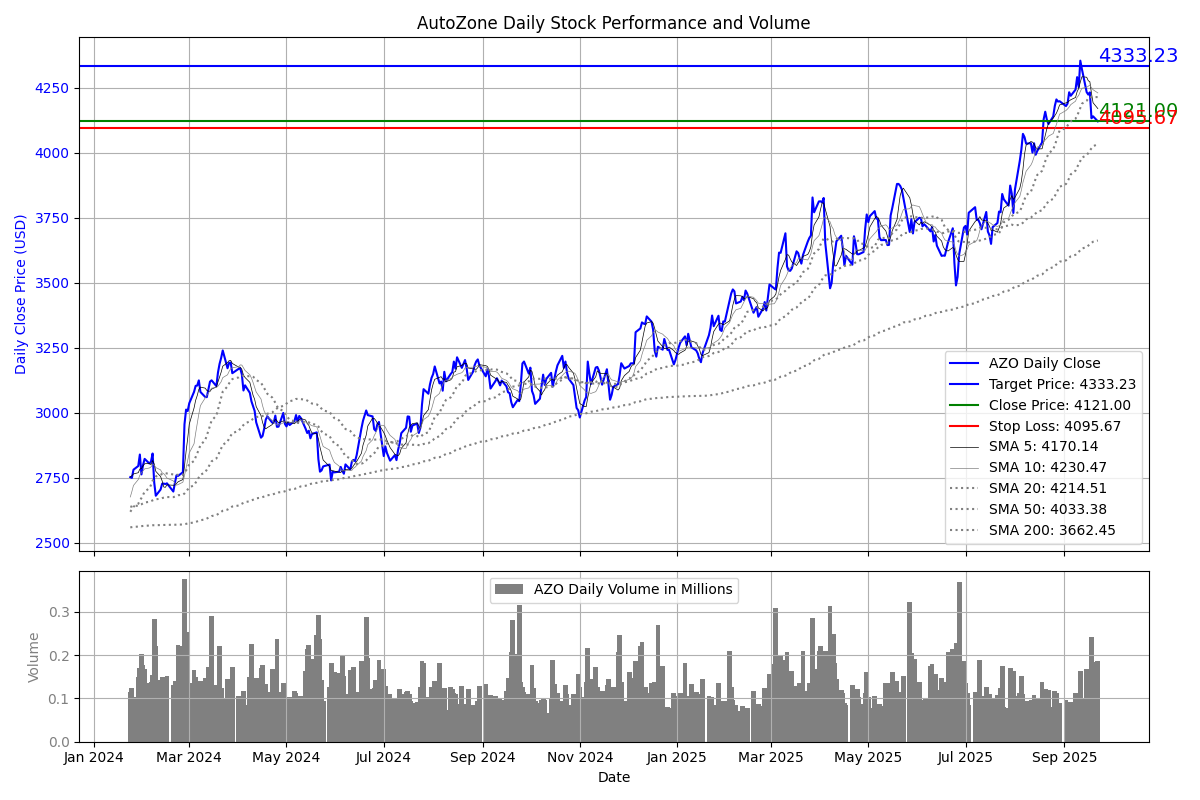 AutoZone Daily Stock Performance and Volume
4333.23
4121.00
4095.67
4250
4000
3750
3500
3250
3000
2750
2500
Daily Close Price (USD)
AZO Daily Close
Target Price: 4333.23
Close Price: 4121.00
Stop Loss: 4095.67
SMA 5: 4170.14
SMA 10: 4230.47
SMA 20: 4214.51
SMA 50: 4033.38
SMA 200: 3662.45
AZO Daily Volume in Millions
0.3
0.2
0.1
0.0
Volume
Jan 2024 Mar 2024 May 2024 Jul 2024 Sep 2024 Nov 2024 Jan 2025 Mar 2025 May 2025 Jul 2025 Sep 2025
Date